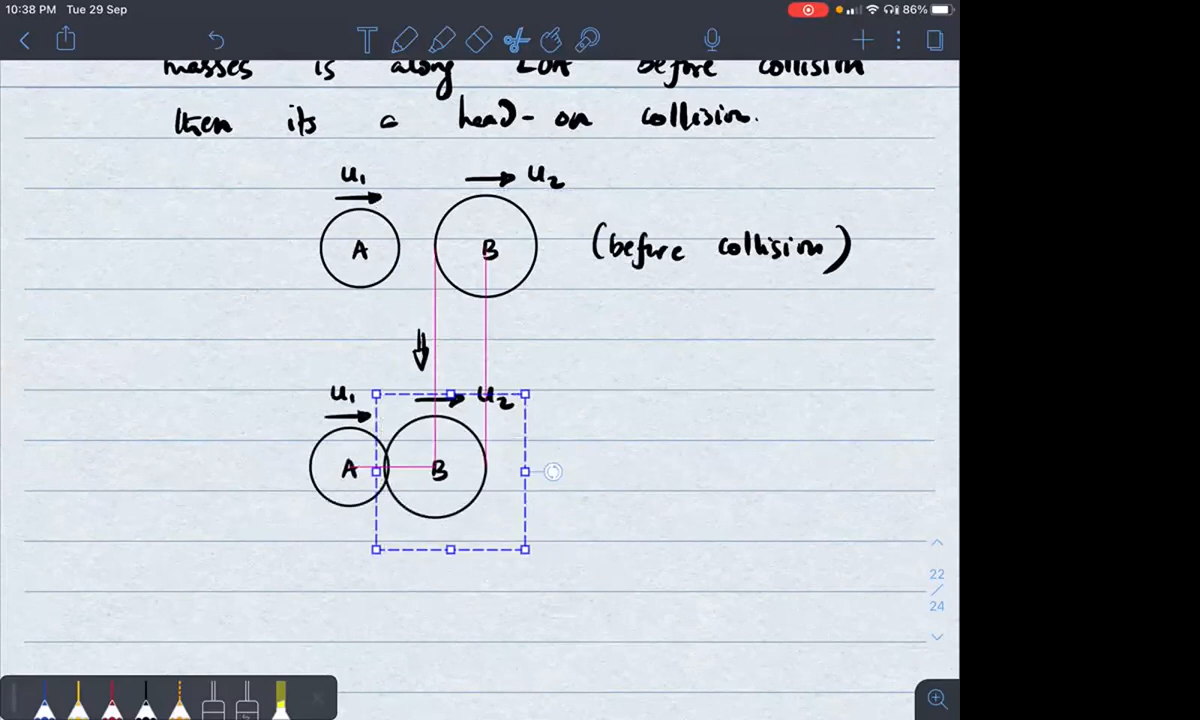 10:38 PM Tue 29 Sep
86%
masses is along LOA before collision
then its a head-on collision.
u₁ u₂
A B (before collision)
u₁ u₂
A B
22
24